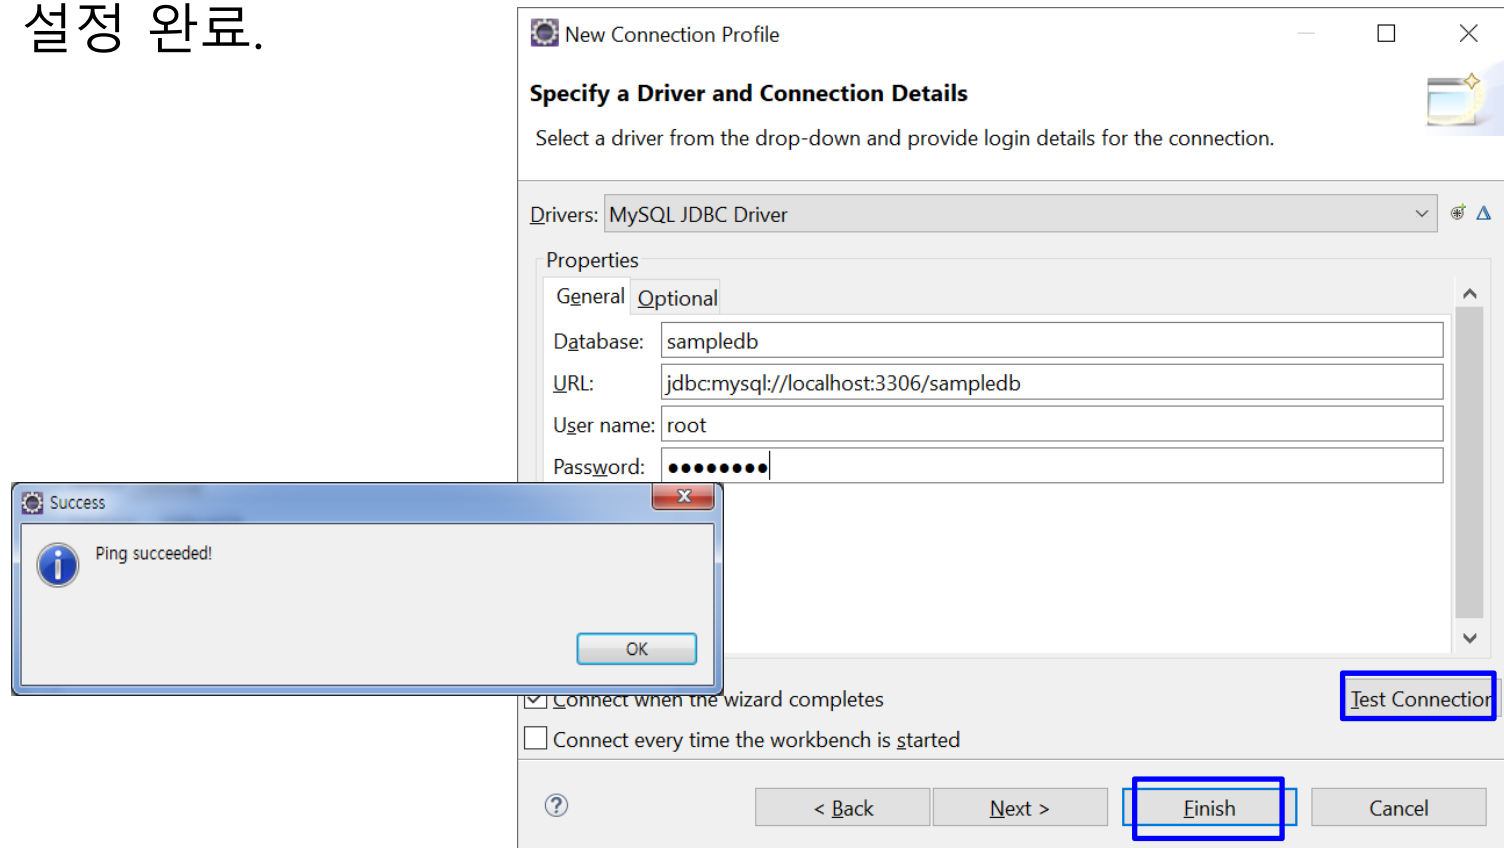 설정 완료.
New Connection Profile
Specify a Driver and Connection Details
Select a driver from the drop-down and provide login details for the connection.
Drivers: MySQL JDBC Driver
Properties
General Optional
Database: sampledb
URL: jdbc:mysql://localhost:3306/sampledb
User name: root
Password: ●●●●●●●●
Success
Ping succeeded!
OK
Connect when the wizard completes
Test Connection
Connect every time the workbench is started
< Back Next > Finish Cancel